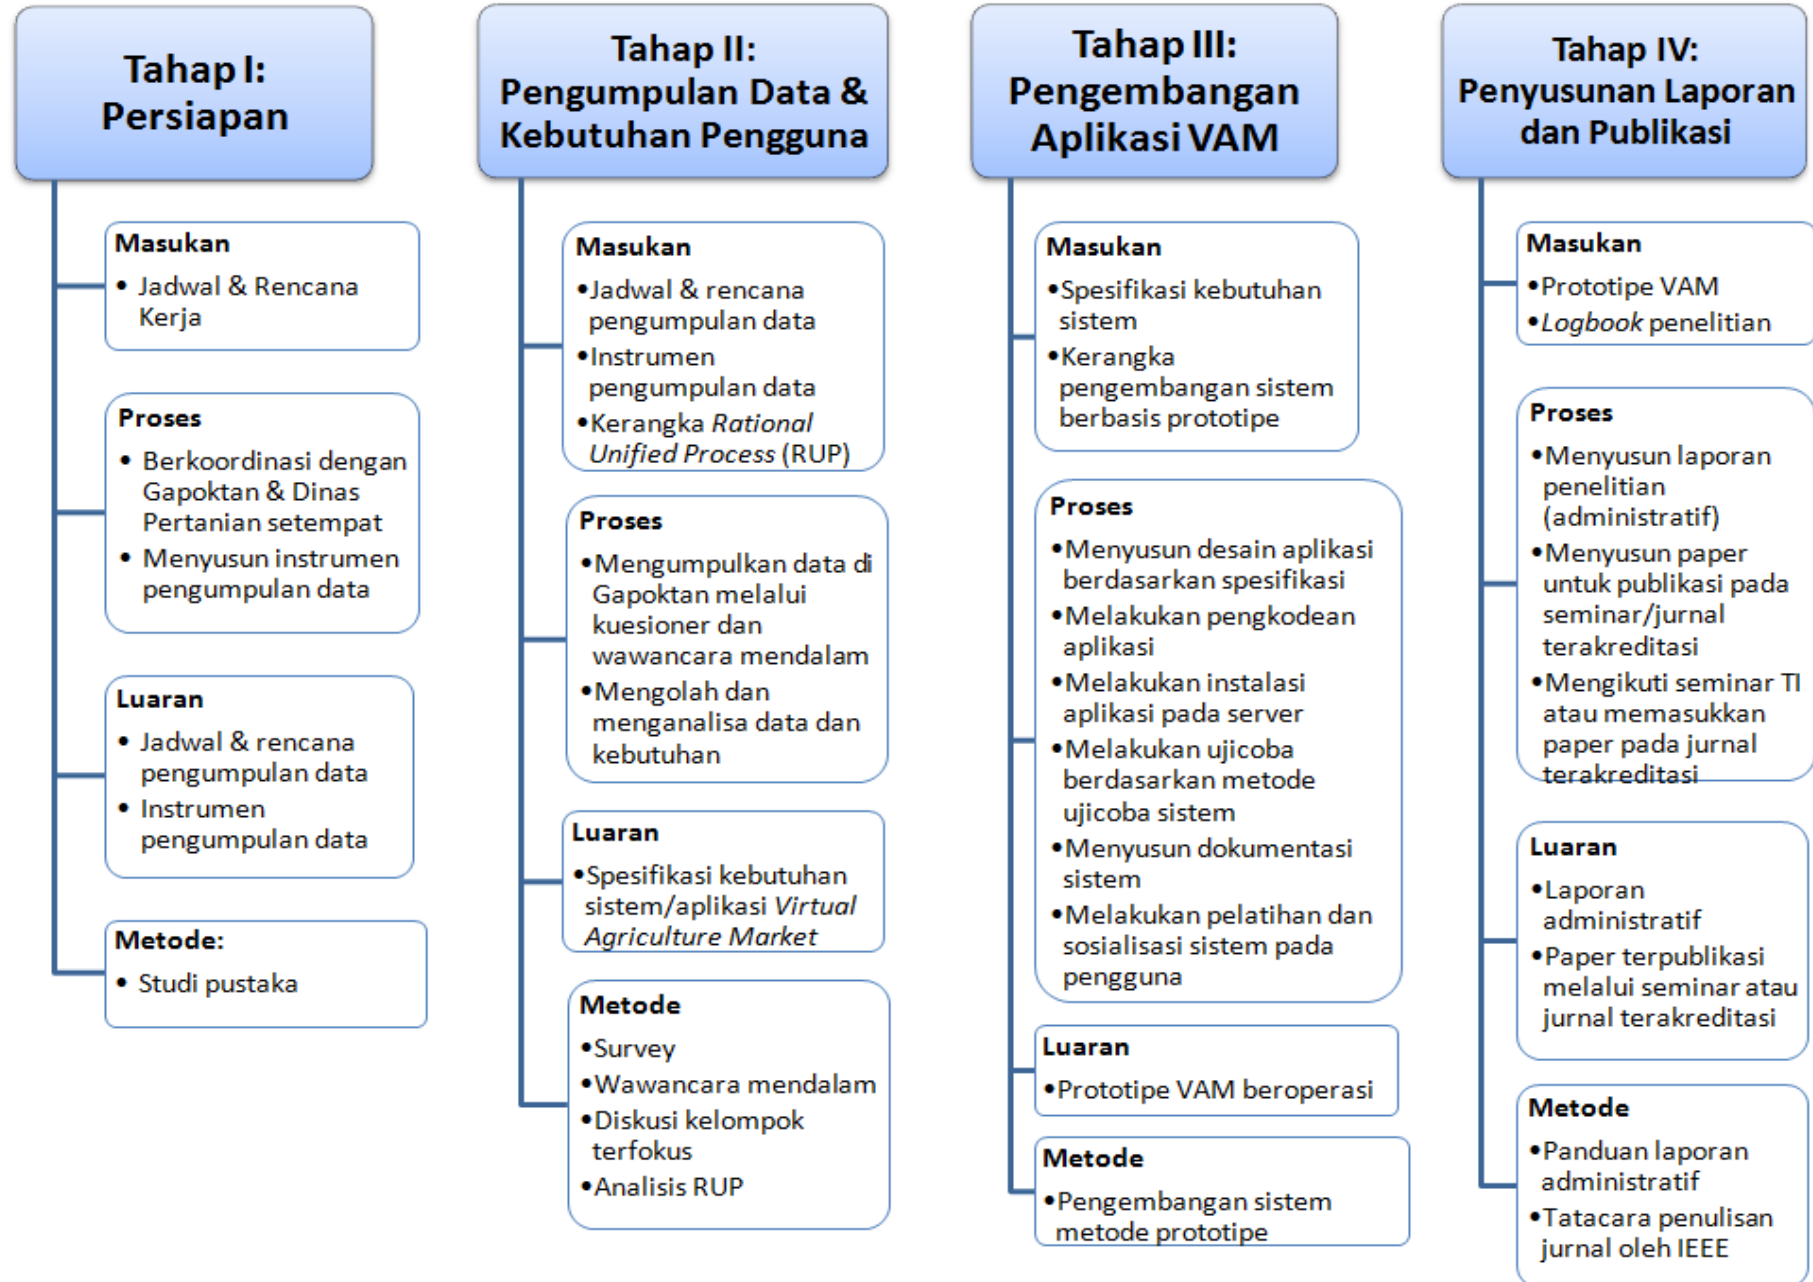 Tahap I:
Persiapan
Masukan
• Jadwal & Rencana
Kerja
Proses
• Berkoordinasi dengan
Gapoktan & Dinas
Pertanian setempat
• Menyusun instrumen
pengumpulan data
Luaran
• Jadwal & rencana
pengumpulan data
• Instrumen
pengumpulan data
Metode:
• Studi pustaka
Tahap II:
Pengumpulan Data &
Kebutuhan Pengguna
Masukan
•Jadwal & rencana
pengumpulan data
•Instrumen
pengumpulan data
•Kerangka Rational
Unified Process (RUP)
Proses
•Mengumpulkan data di
Gapoktan melalui
kuesioner dan
wawancara mendalam
•Mengolah dan
menganalisa data dan
kebutuhan
Luaran
•Spesifikasi kebutuhan
sistem/aplikasi Virtual
Agriculture Market
Metode
•Survey
•Wawancara mendalam
•Diskusi kelompok
terfokus
•Analisis RUP
Tahap III:
Pengembangan
Aplikasi VAM
Masukan
•Spesifikasi kebutuhan
sistem
•Kerangka
pengembangan sistem
berbasis prototipe
Proses
•Menyusun desain aplikasi
berdasarkan spesifikasi
•Melakukan pengkodean
aplikasi
•Melakukan instalasi
aplikasi pada server
•Melakukan ujicoba
berdasarkan metode
ujicoba sistem
•Menyusun dokumentasi
sistem
•Melakukan pelatihan dan
sosialisasi sistem pada
pengguna
Luaran
•Prototipe VAM beroperasi
Metode
•Pengembangan sistem
metode prototipe
Tahap IV:
Penyusunan Laporan
dan Publikasi
Masukan
•Prototipe VAM
•Logbook penelitian
Proses
•Menyusun laporan
penelitian
(administratif)
•Menyusun paper
untuk publikasi pada
seminar/jurnal
terakreditasi
•Mengikuti seminar TI
atau memasukkan
paper pada jurnal
terakreditasi
Luaran
•Laporan
administratif
•Paper terpublikasi
melalui seminar atau
jurnal terakreditasi
Metode
•Panduan laporan
administratif
•Tatacara penulisan
jurnal oleh IEEE